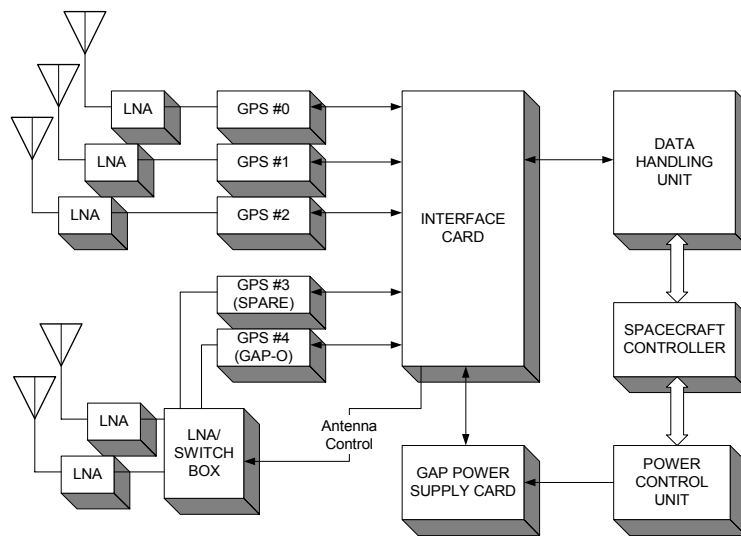 LNA
GPS #0
LNA
GPS #1
LNA
GPS #2
INTERFACE
CARD
DATA
HANDLING
UNIT
GPS #3
(SPARE)
GPS #4
(GAP-O)
SPACECRAFT
CONTROLLER
LNA
LNA
LNA/
SWITCH
BOX
Antenna
Control
GAP POWER
SUPPLY CARD
POWER
CONTROL
UNIT